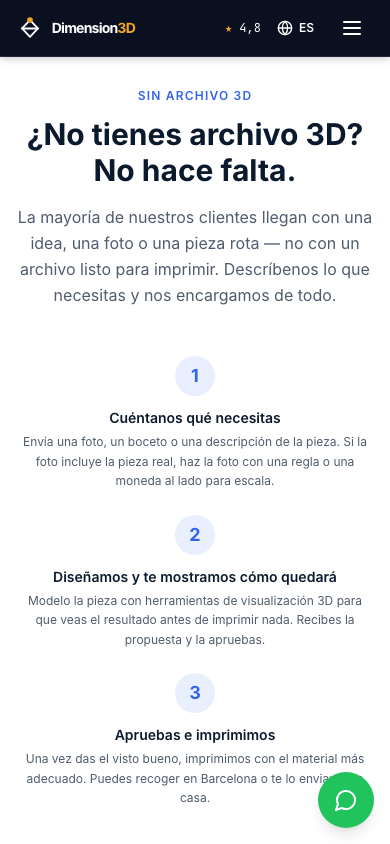 Dimension3D
★ 4,8
ES
SIN ARCHIVO 3D
¿No tienes archivo 3D?
No hace falta.
La mayoría de nuestros clientes llegan con una
idea, una foto o una pieza rota — no con un
archivo listo para imprimir. Descríbenos lo que
necesitas y nos encargamos de todo.
1
Cuéntanos qué necesitas
Envía una foto, un boceto o una descripción de la pieza. Si la
foto incluye la pieza real, haz la foto con una regla o una
moneda al lado para escala.
2
Diseñamos y te mostramos cómo quedará
Modelo la pieza con herramientas de visualización 3D para
que veas el resultado antes de imprimir nada. Recibes la
propuesta y la apruebas.
3
Apruebas e imprimimos
Una vez das el visto bueno, imprimimos con el material más
adecuado. Puedes recoger en Barcelona o te lo
casa.